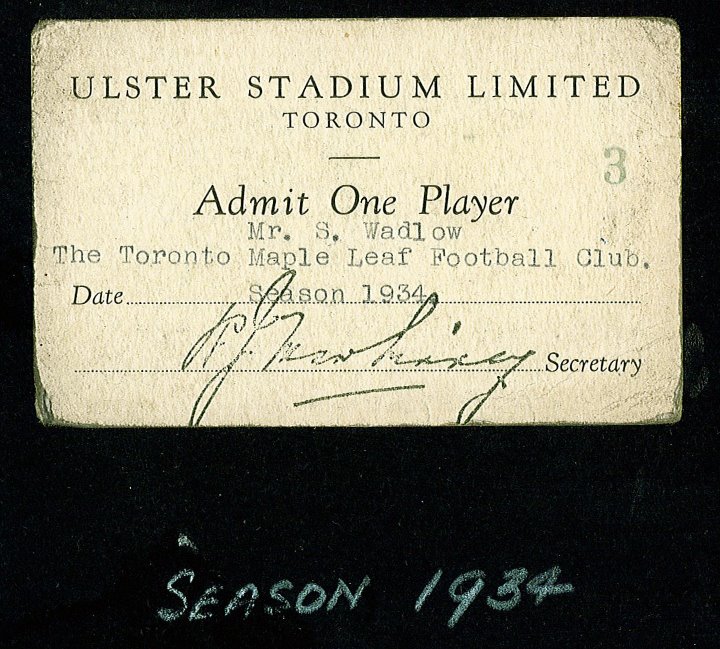 ULSTER STADIUM LIMITED
TORONTO
3
Admit One Player
Mr. S. Wadlow
The Toronto Maple Leaf Football Club.
Date Season 1934.
Secretary
SEASON 1934